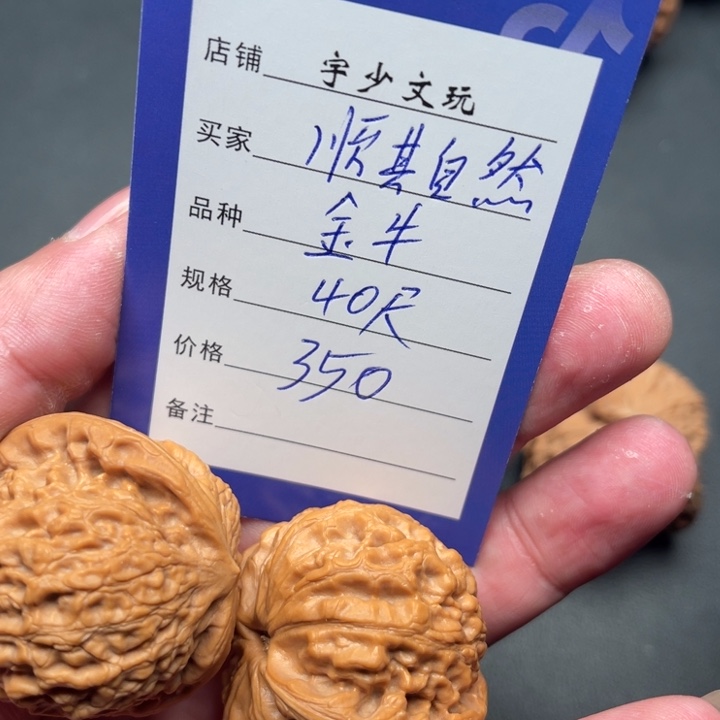 店铺 宇少文玩
买家 顺其自然
品种 金牛
规格 40尺
价格 350
备注